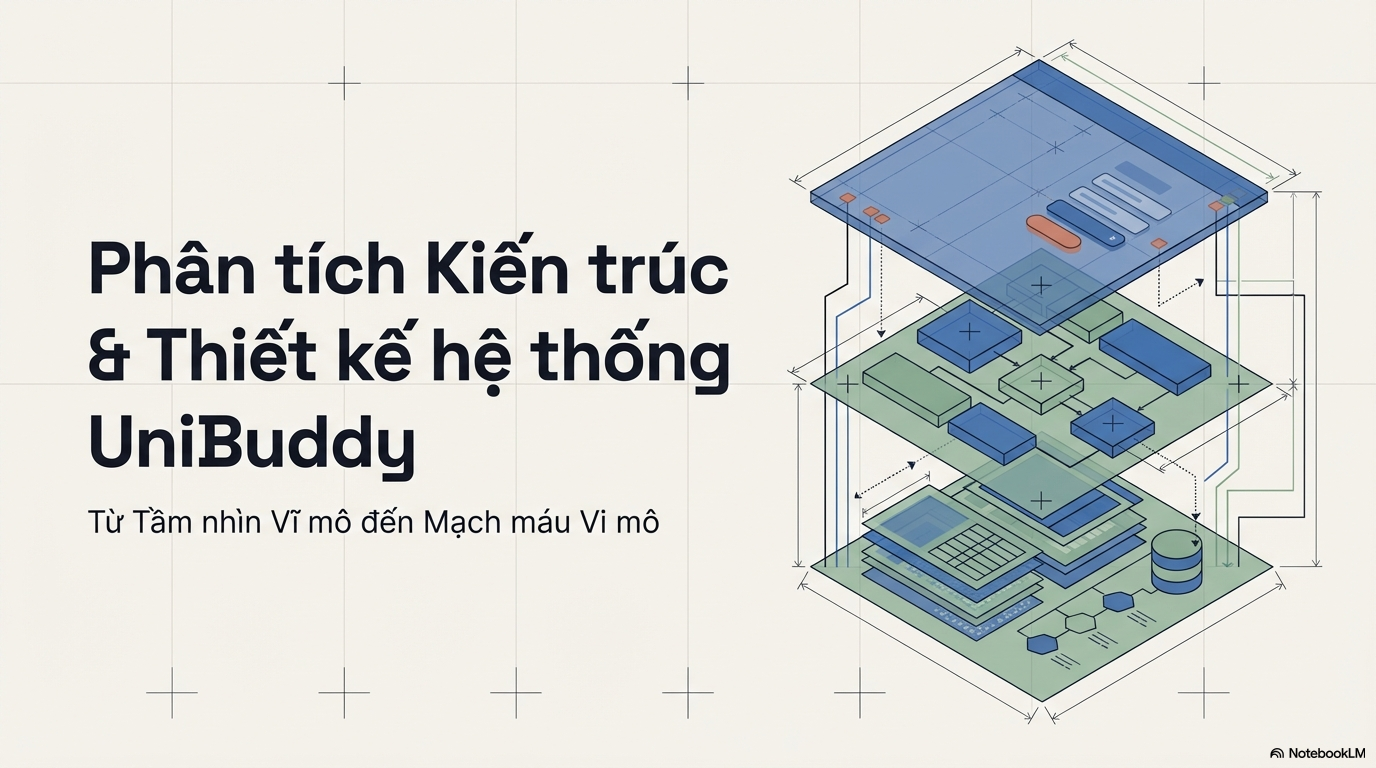 Phân tích Kiến trúc
& Thiết kế hệ thống
UniBuddy
Từ Tầm nhìn Vĩ mô đến Mạch máu Vi mô
NotebookLM